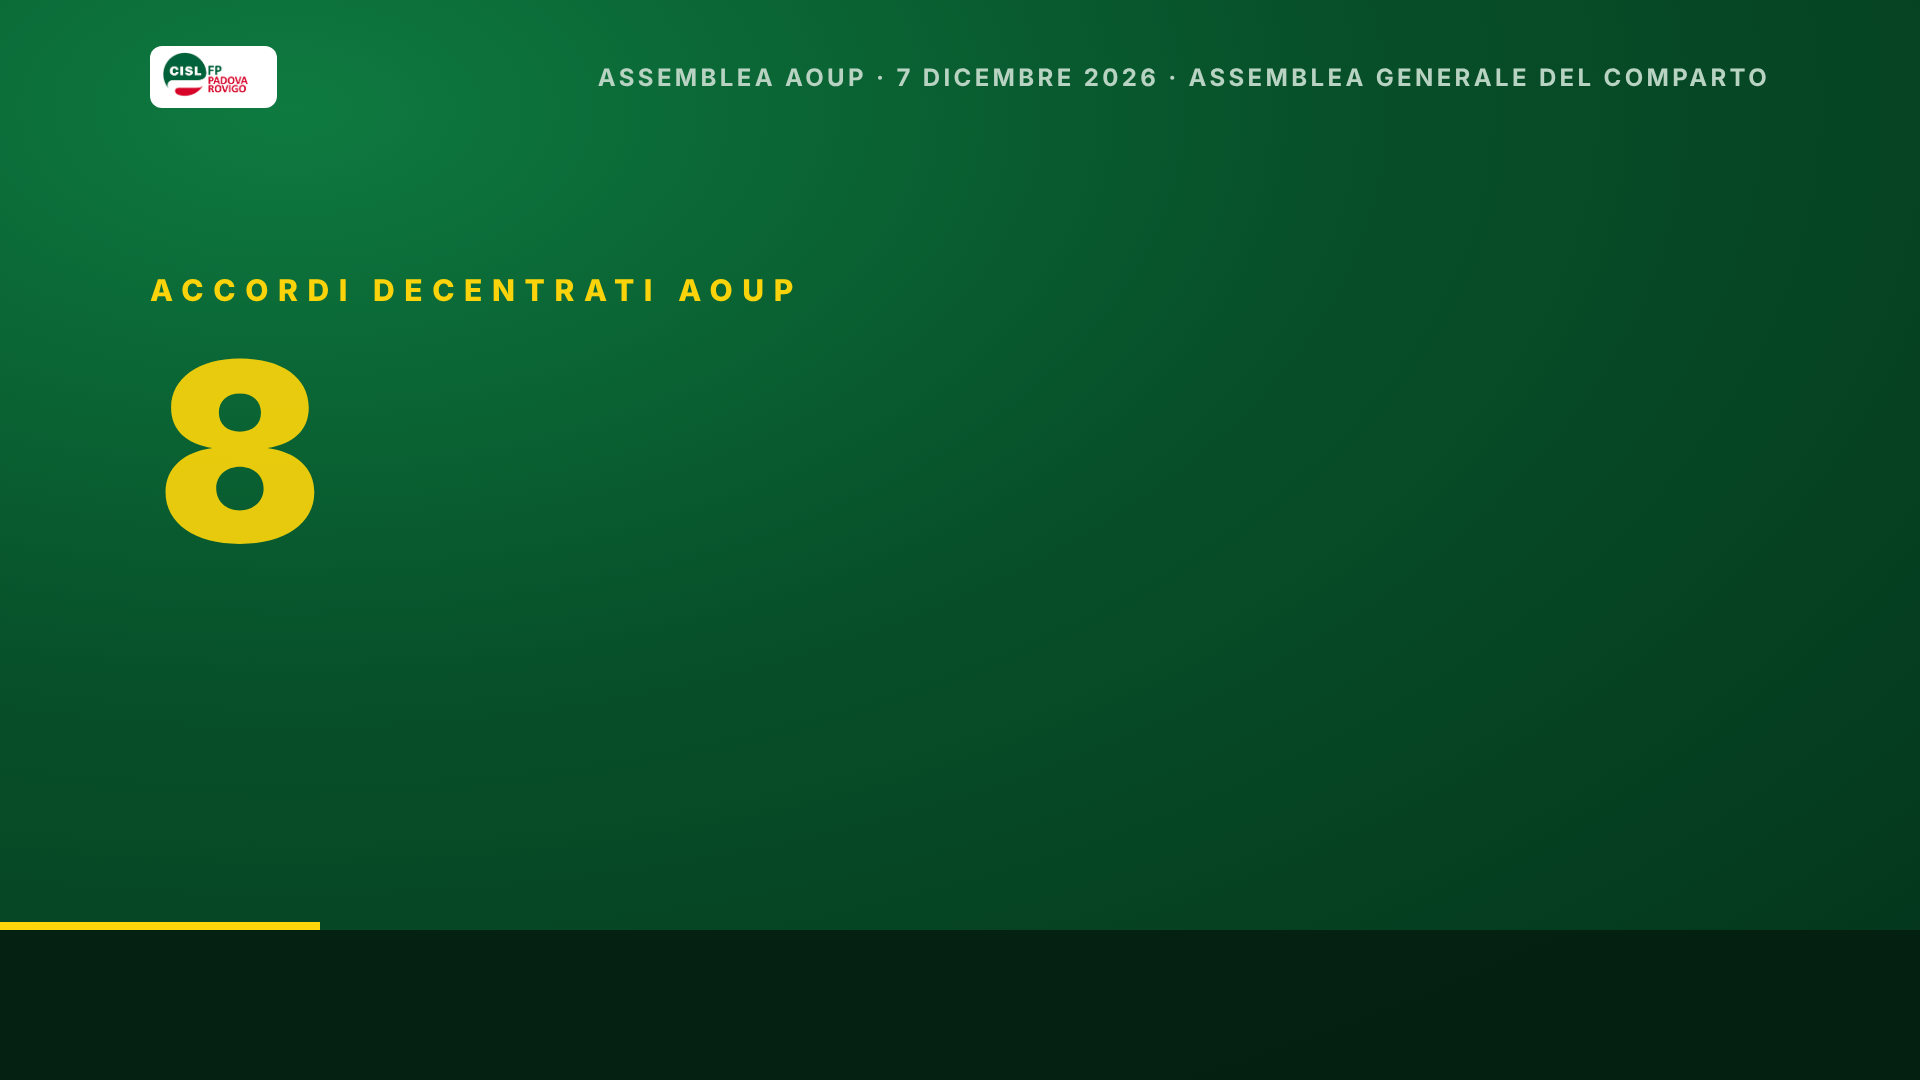 CISL FP
PADOVA
ROVIGO
ASSEMBLEA AOUP · 7 DICEMBRE 2026 · ASSEMBLEA GENERALE DEL COMPARTO
ACCORDI DECENTRATI AOUP
8